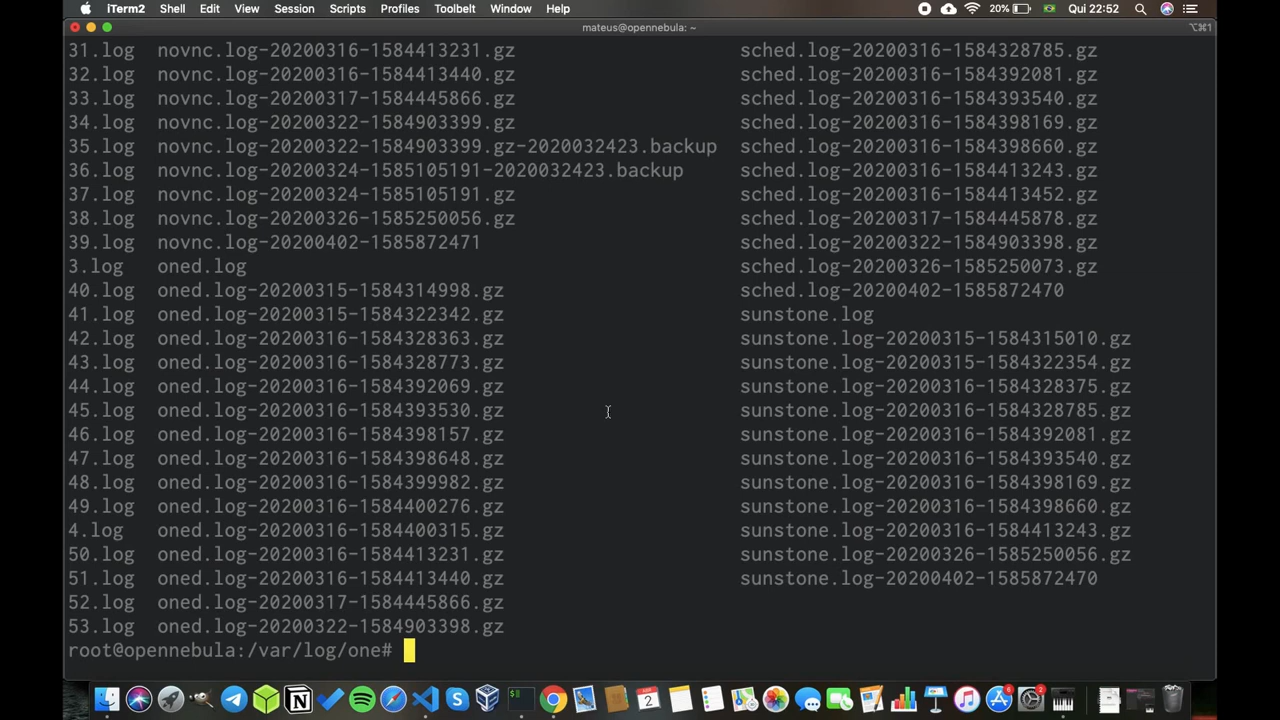 iTerm2 Shell Edit View Session Scripts Profiles Toolbelt Window Help 20% Qui 22:52
mateus@opennebula: ~ ⌥⌘1
31.log novnc.log-20200316-1584413231.gz sched.log-20200316-1584328785.gz
32.log novnc.log-20200316-1584413440.gz sched.log-20200316-1584392081.gz
33.log novnc.log-20200317-1584445866.gz sched.log-20200316-1584393540.gz
34.log novnc.log-20200322-1584903399.gz sched.log-20200316-1584398169.gz
35.log novnc.log-20200322-1584903399.gz-2020032423.backup sched.log-20200316-1584398660.gz
36.log novnc.log-20200324-1585105191-2020032423.backup sched.log-20200316-1584413243.gz
37.log novnc.log-20200324-1585105191.gz sched.log-20200316-1584413452.gz
38.log novnc.log-20200326-1585250056.gz sched.log-20200317-1584445878.gz
39.log novnc.log-20200402-1585872471 sched.log-20200322-1584903398.gz
3.log oned.log sched.log-20200326-1585250073.gz
40.log oned.log-20200315-1584314998.gz sched.log-20200402-1585872470
41.log oned.log-20200315-1584322342.gz sunstone.log
42.log oned.log-20200316-1584328363.gz sunstone.log-20200315-1584315010.gz
43.log oned.log-20200316-1584328773.gz sunstone.log-20200315-1584322354.gz
44.log oned.log-20200316-1584392069.gz sunstone.log-20200316-1584328375.gz
45.log oned.log-20200316-1584393530.gz sunstone.log-20200316-1584328785.gz
46.log oned.log-20200316-1584398157.gz sunstone.log-20200316-1584392081.gz
47.log oned.log-20200316-1584398648.gz sunstone.log-20200316-1584393540.gz
48.log oned.log-20200316-1584399982.gz sunstone.log-20200316-1584398169.gz
49.log oned.log-20200316-1584400276.gz sunstone.log-20200316-1584398660.gz
4.log oned.log-20200316-1584400315.gz sunstone.log-20200316-1584413243.gz
50.log oned.log-20200316-1584413231.gz sunstone.log-20200326-1585250056.gz
51.log oned.log-20200316-1584413440.gz sunstone.log-20200402-1585872470
52.log oned.log-20200317-1584445866.gz
53.log oned.log-20200322-1584903398.gz
root@opennebula:/var/log/one#